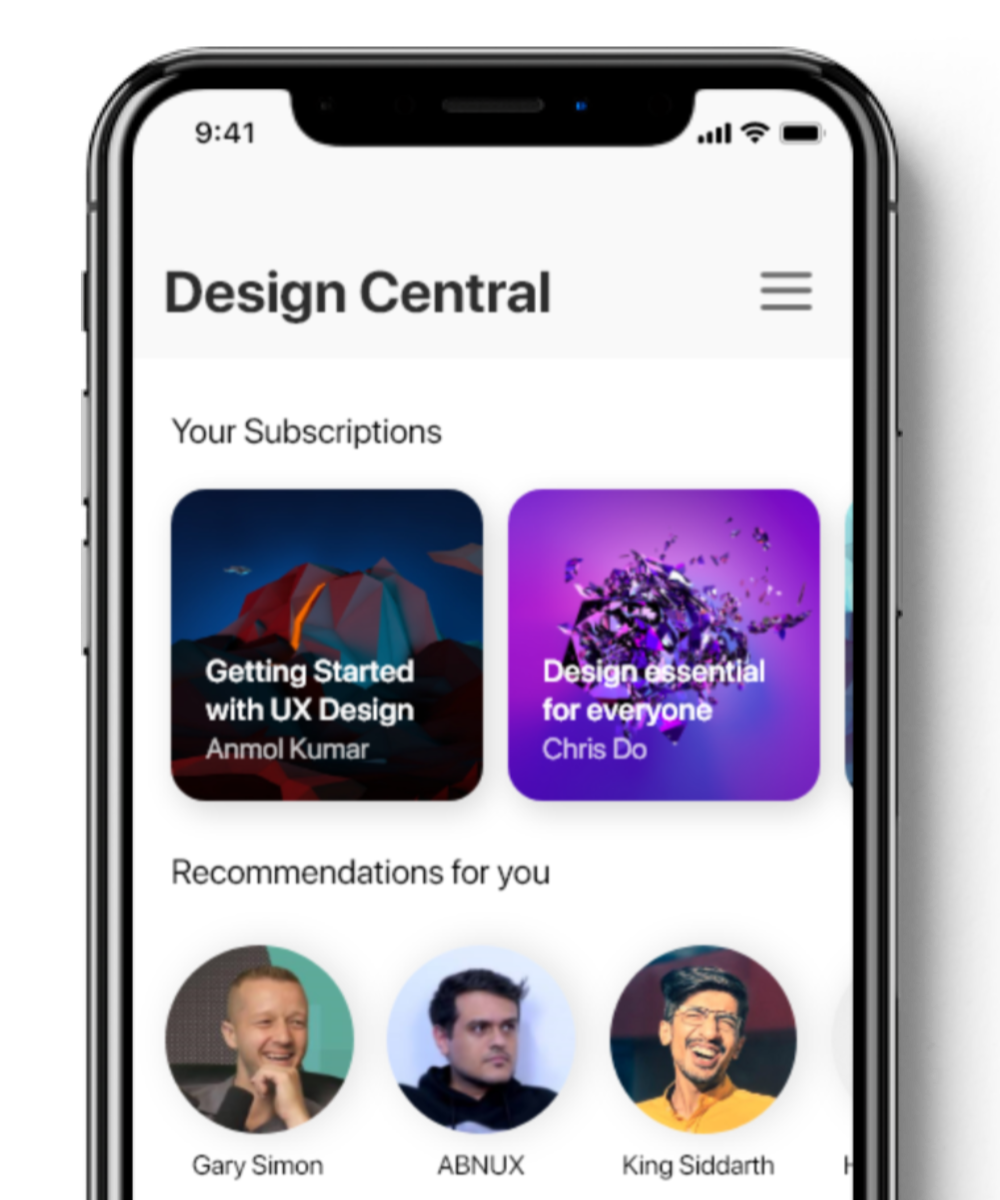 9:41
Design Central
Your Subscriptions
Getting Started
with UX Design
Anmol Kumar
Design essential
for everyone
Chris Do
Recommendations for you
Gary Simon
ABNUX
King Siddarth